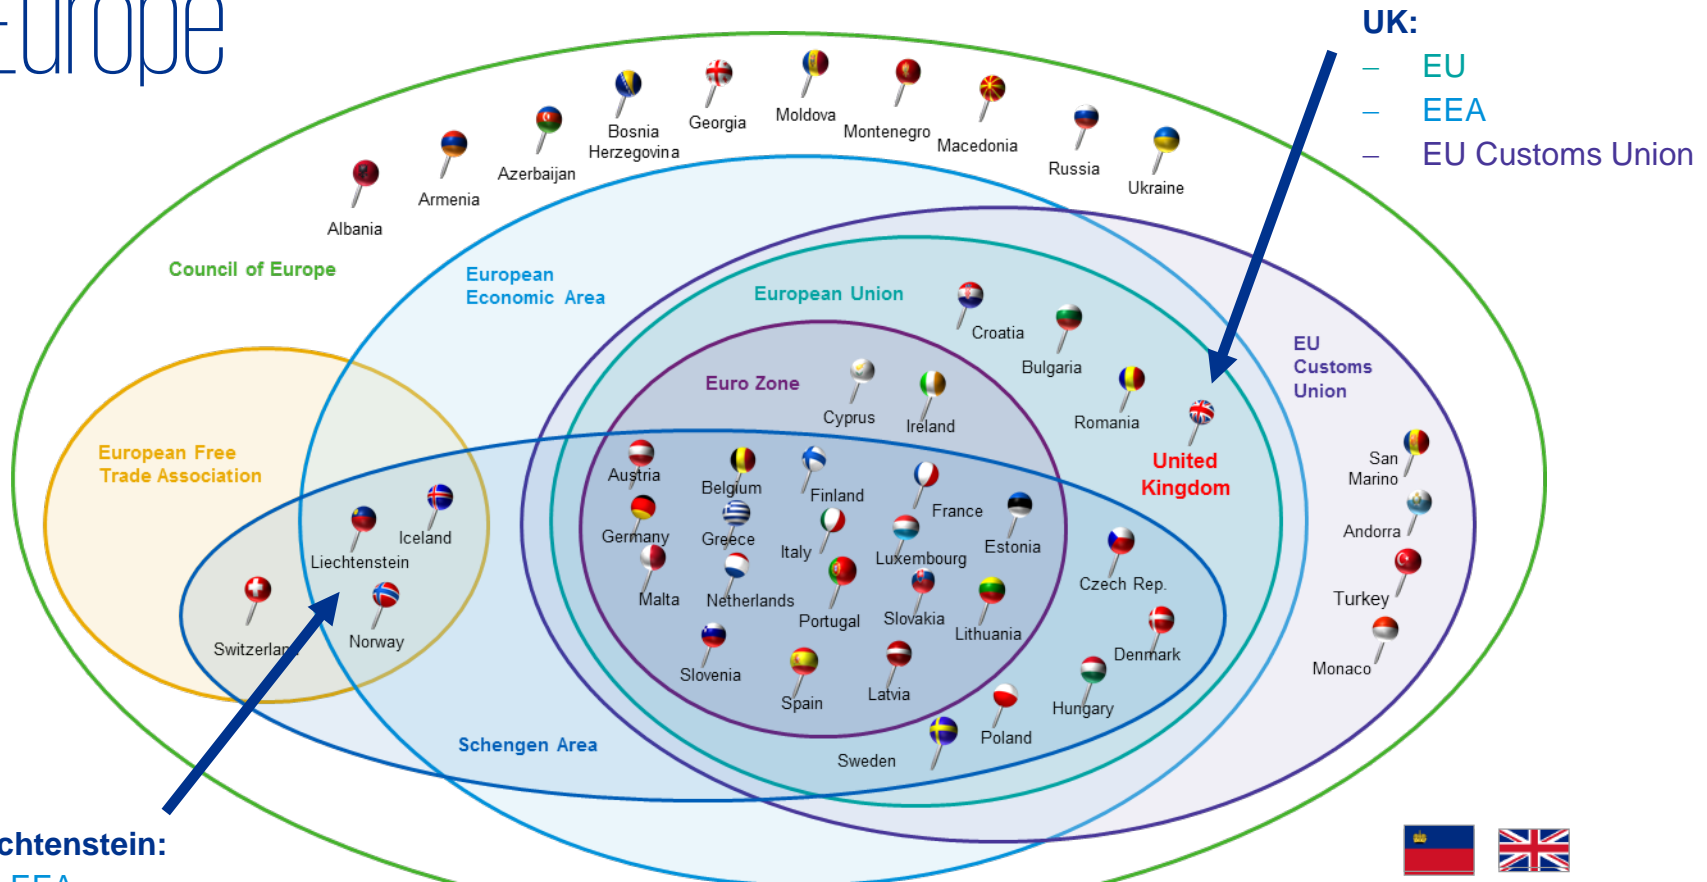 Europe
UK:
– EU
– EEA
– EU Customs Union
Moldova
Georgia
Bosnia
Herzegovina
Montenegro
Macedonia
Azerbaijan
Russia
Armenia
Ukraine
Albania
Council of Europe
European
Economic Area
European Union
Croatia
EU
Customs
Union
Bulgaria
Euro Zone
Cyprus
Ireland
Romania
European Free
Trade Association
United
Kingdom
San
Marino
Austria
Belgium
Finland
France
Andorra
Iceland
Germany
Greece
Italy
Luxembourg
Estonia
Liechtenstein
Czech Rep.
Turkey
Malta
Netherlands
Portugal
Slovakia
Lithuania
Switzerland
Norway
Denmark
Monaco
Slovenia
Spain
Latvia
Hungary
Poland
Schengen Area
Sweden
chtenstein:
EEA